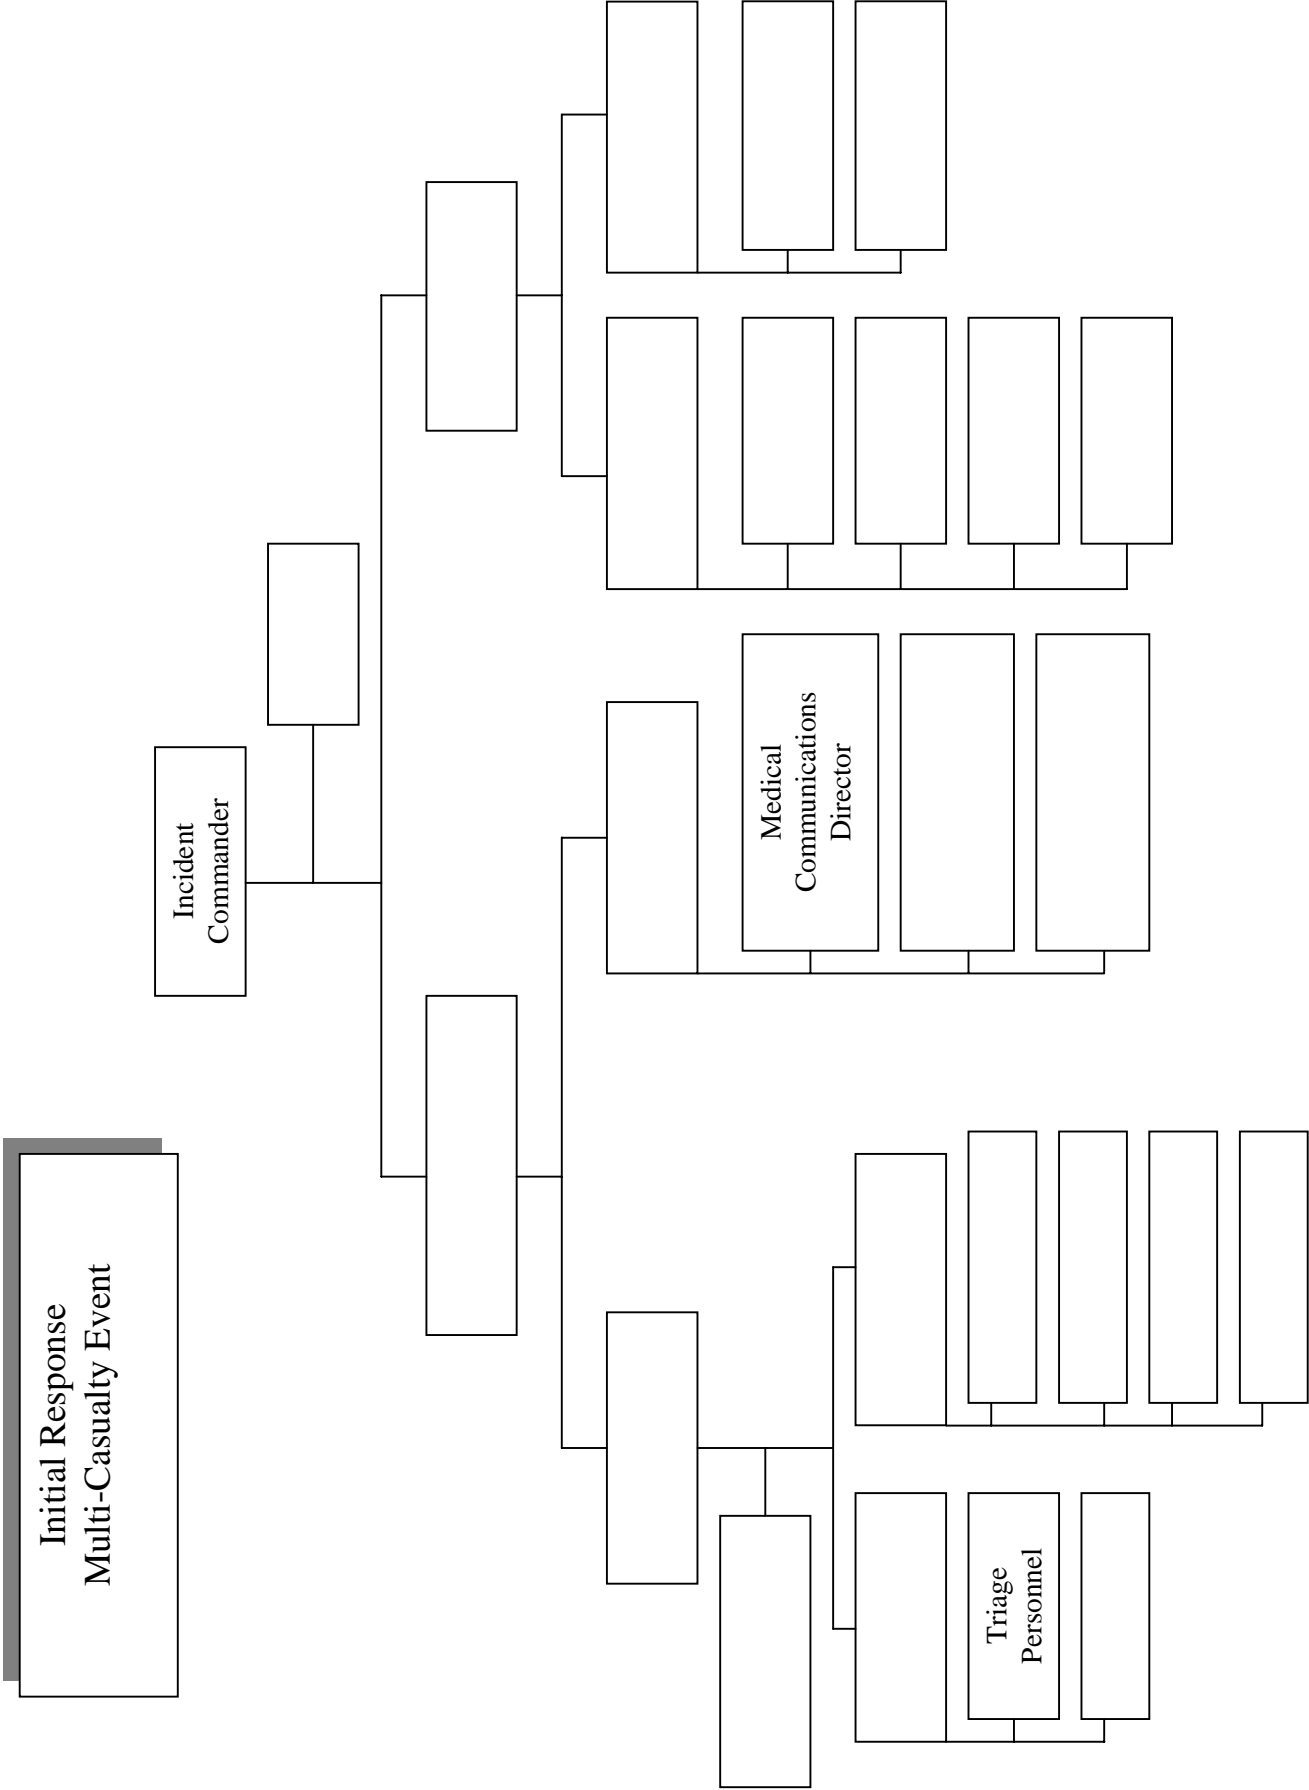 Initial Response
Multi-Casualty Event
Incident
Commander
Medical
Communications
Director
Triage
Personnel